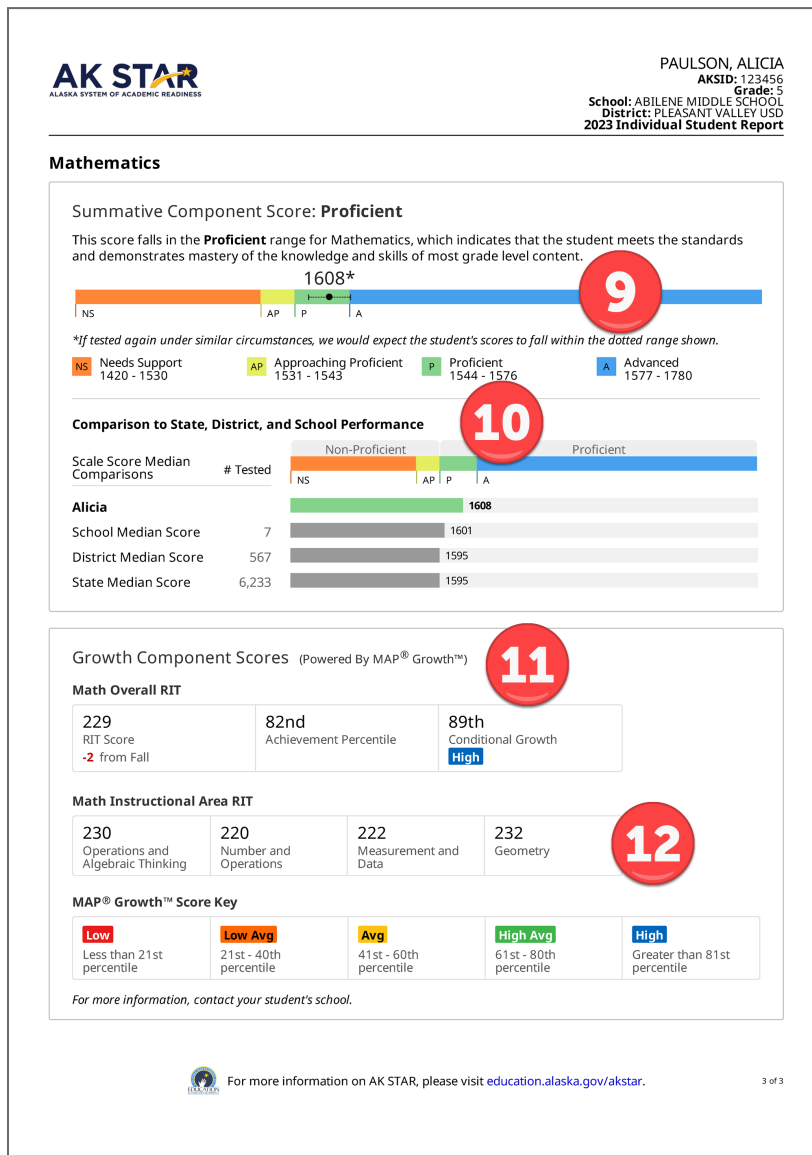 AK STAR
ALASKA SYSTEM OF ACADEMIC READINESS
PAULSON, ALICIA
AKSID: 123456
Grade: 5
School: ABILENE MIDDLE SCHOOL
District: PLEASANT VALLEY USD
2023 Individual Student Report
Mathematics
Summative Component Score: Proficient
This score falls in the Proficient range for Mathematics, which indicates that the student meets the standards
and demonstrates mastery of the knowledge and skills of most grade level content.
1608*
9
NS AP P A
*If tested again under similar circumstances, we would expect the student's scores to fall within the dotted range shown.
NS Needs Support AP Approaching Proficient P Proficient A Advanced
1420 - 1530 1531 - 1543 1544 - 1576 1577 - 1780
10
Comparison to State, District, and School Performance
Non-Proficient Proficient
Scale Score Median
Comparisons
# Tested
NS AP P A
Alicia 1608
School Median Score 7 1601
District Median Score 567 1595
State Median Score 6,233 1595
11
Growth Component Scores (Powered By MAP® Growth™)
Math Overall RIT
229 82nd 89th
RIT Score Achievement Percentile Conditional Growth
-2 from Fall High
Math Instructional Area RIT
12
230 220 222 232
Operations and Number and Measurement and Geometry
Algebraic Thinking Operations Data
MAP® Growth™ Score Key
Low Low Avg Avg High Avg High
Less than 21st 21st - 40th 41st - 60th 61st - 80th Greater than 81st
percentile percentile percentile percentile percentile
For more information, contact your student's school.
EDUCATION
For more information on AK STAR, please visit education.alaska.gov/akstar.
3 of 3